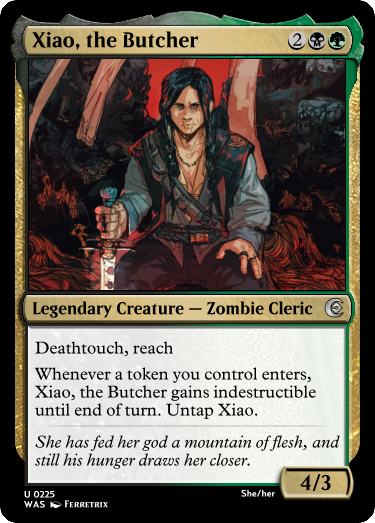 Xiao, the Butcher 2
Legendary Creature — Zombie Cleric
Deathtouch, reach
Whenever a token you control enters,
Xiao, the Butcher gains indestructible
until end of turn. Untap Xiao.
She has fed her god a mountain of flesh, and
still his hunger draws her closer.
4/3
U 0225
She/her
WAS Ferretrix